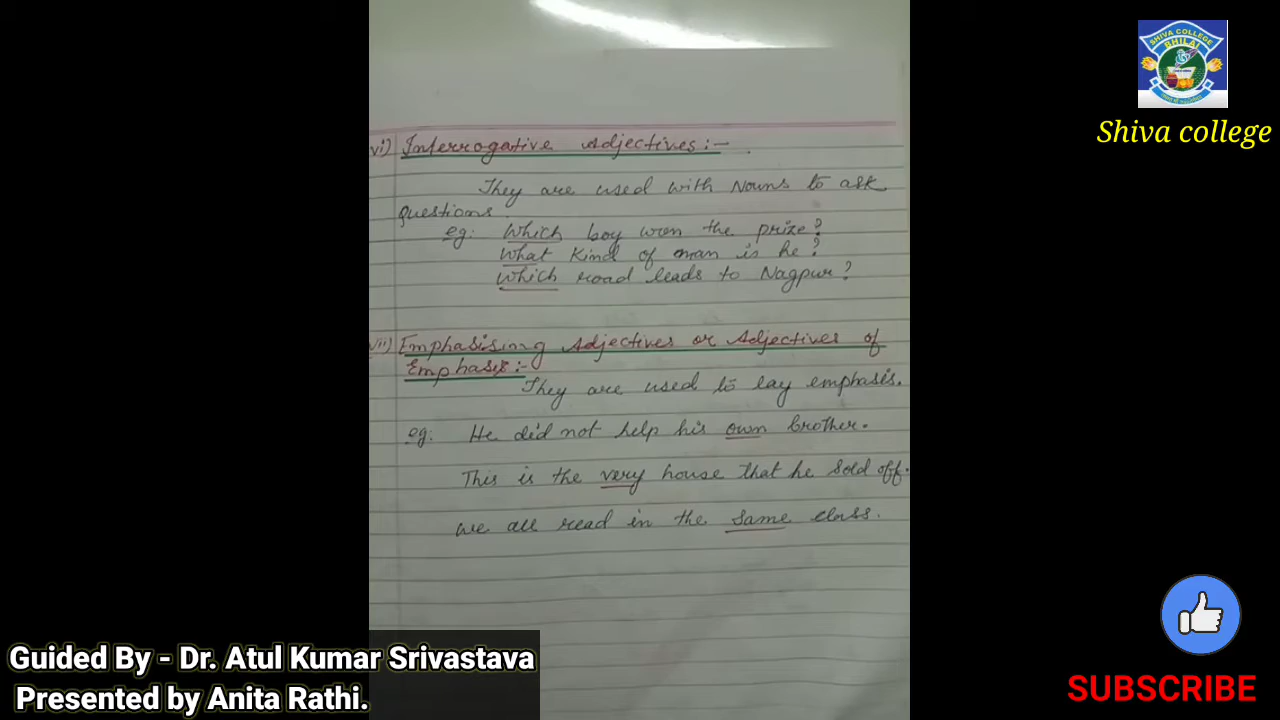 SHIVA COLLEGE
BHILAI
Shiva college
vi) Interrogative Adjectives:-
They are used with Nouns to ask
questions.
eg: Which boy won the prize?
What kind of man is he?
Which road leads to Nagpur?
vii) Emphasising Adjectives or Adjectives of
Emphasis:-
They are used to lay emphasis.
eg: He did not help his own brother.
This is the very house that he sold off.
We all read in the same class.
Guided By - Dr. Atul Kumar Srivastava
Presented by Anita Rathi.
SUBSCRIBE